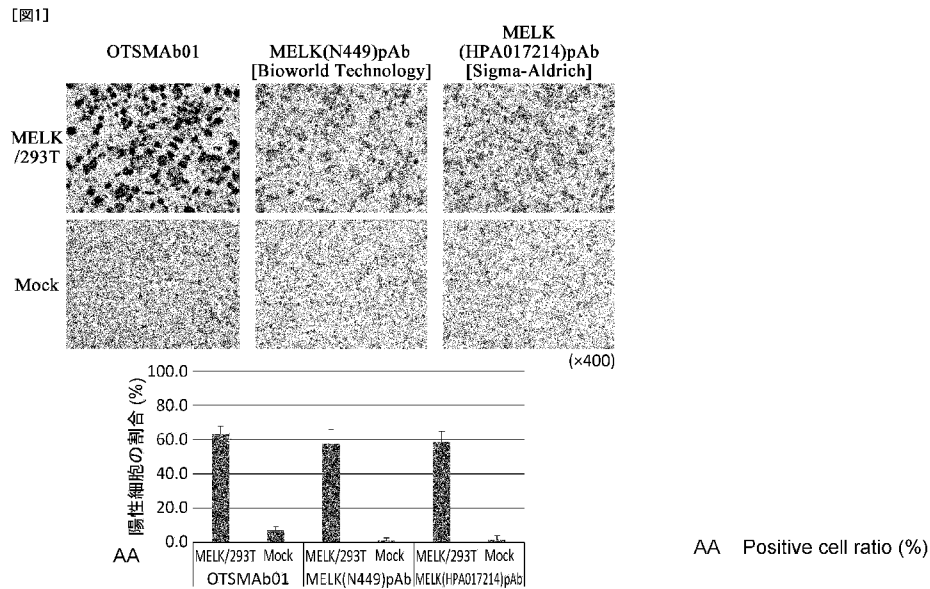 [図1]
OTSMAb01
MELK(N449)pAb
[Bioworld Technology]
MELK
(HPA017214)pAb
[Sigma-Aldrich]
MELK
/293T
Mock
(×400)
陽性細胞の割合 (%)
100.0
80.0
60.0
40.0
20.0
0.0
AA
MELK/293T Mock MELK/293T Mock MELK/293T Mock
OTSMAb01 MELK(N449)pAb MELK(HPA017214)pAb
AA Positive cell ratio (%)